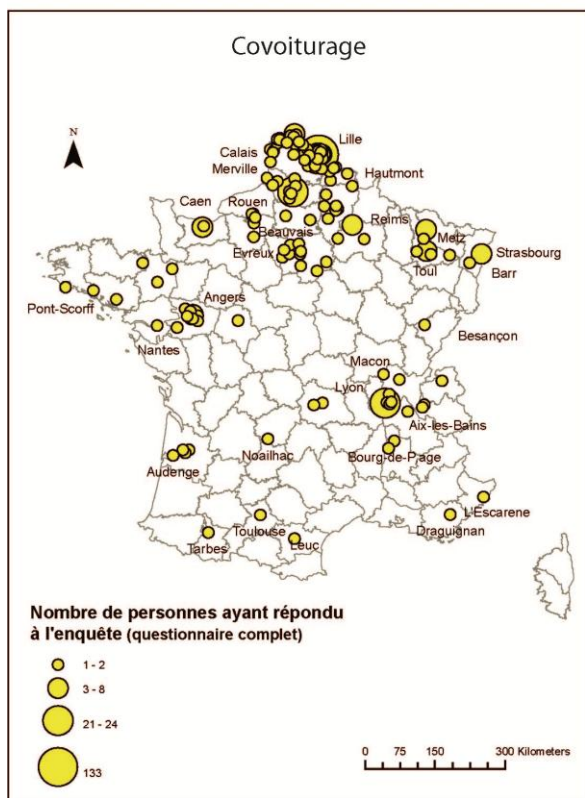 Covoiturage
N
Lille
Calais
Merville
Hautmont
Caen
Rouen
Beauvais
Reims
Evreux
Metz
Strasbourg
Toul
Barr
Pont-Scorff
Angers
Nantes
Besançon
Macon
Lyon
Aix-les-Bains
Noailhac
Bourg-de-Péage
Audenge
L'Escarene
Toulouse
Draguignan
Tarbes
Leuc
Nombre de personnes ayant répondu
à l'enquête (questionnaire complet)
1 - 2
3 - 8
21 - 24
133
0 75 150 300 Kilometers